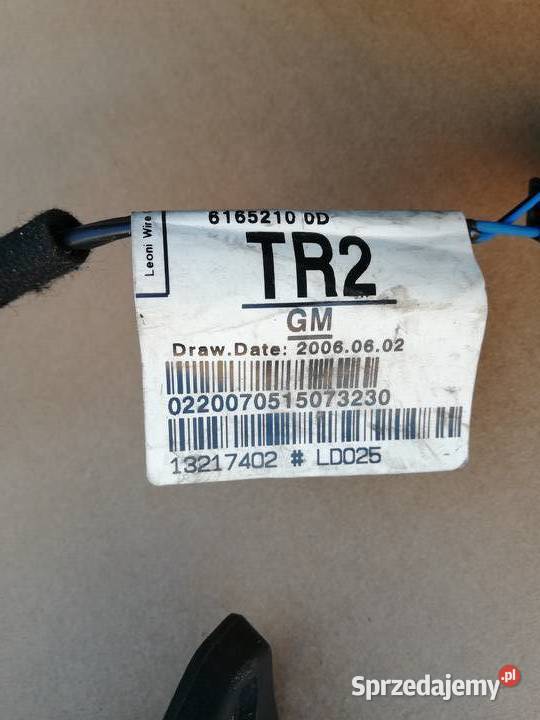 6165210 0D
Leoni Wire
TR2
GM
Draw.Date: 2006.06.02
0220070515073230
13217402 # LD025
Sprzedajemy.pl